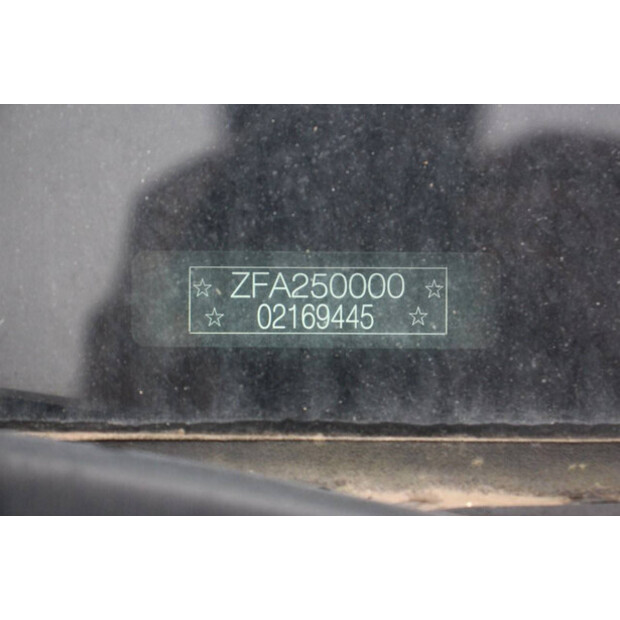 ☆ ZFA250000 ☆
☆ 02169445 ☆